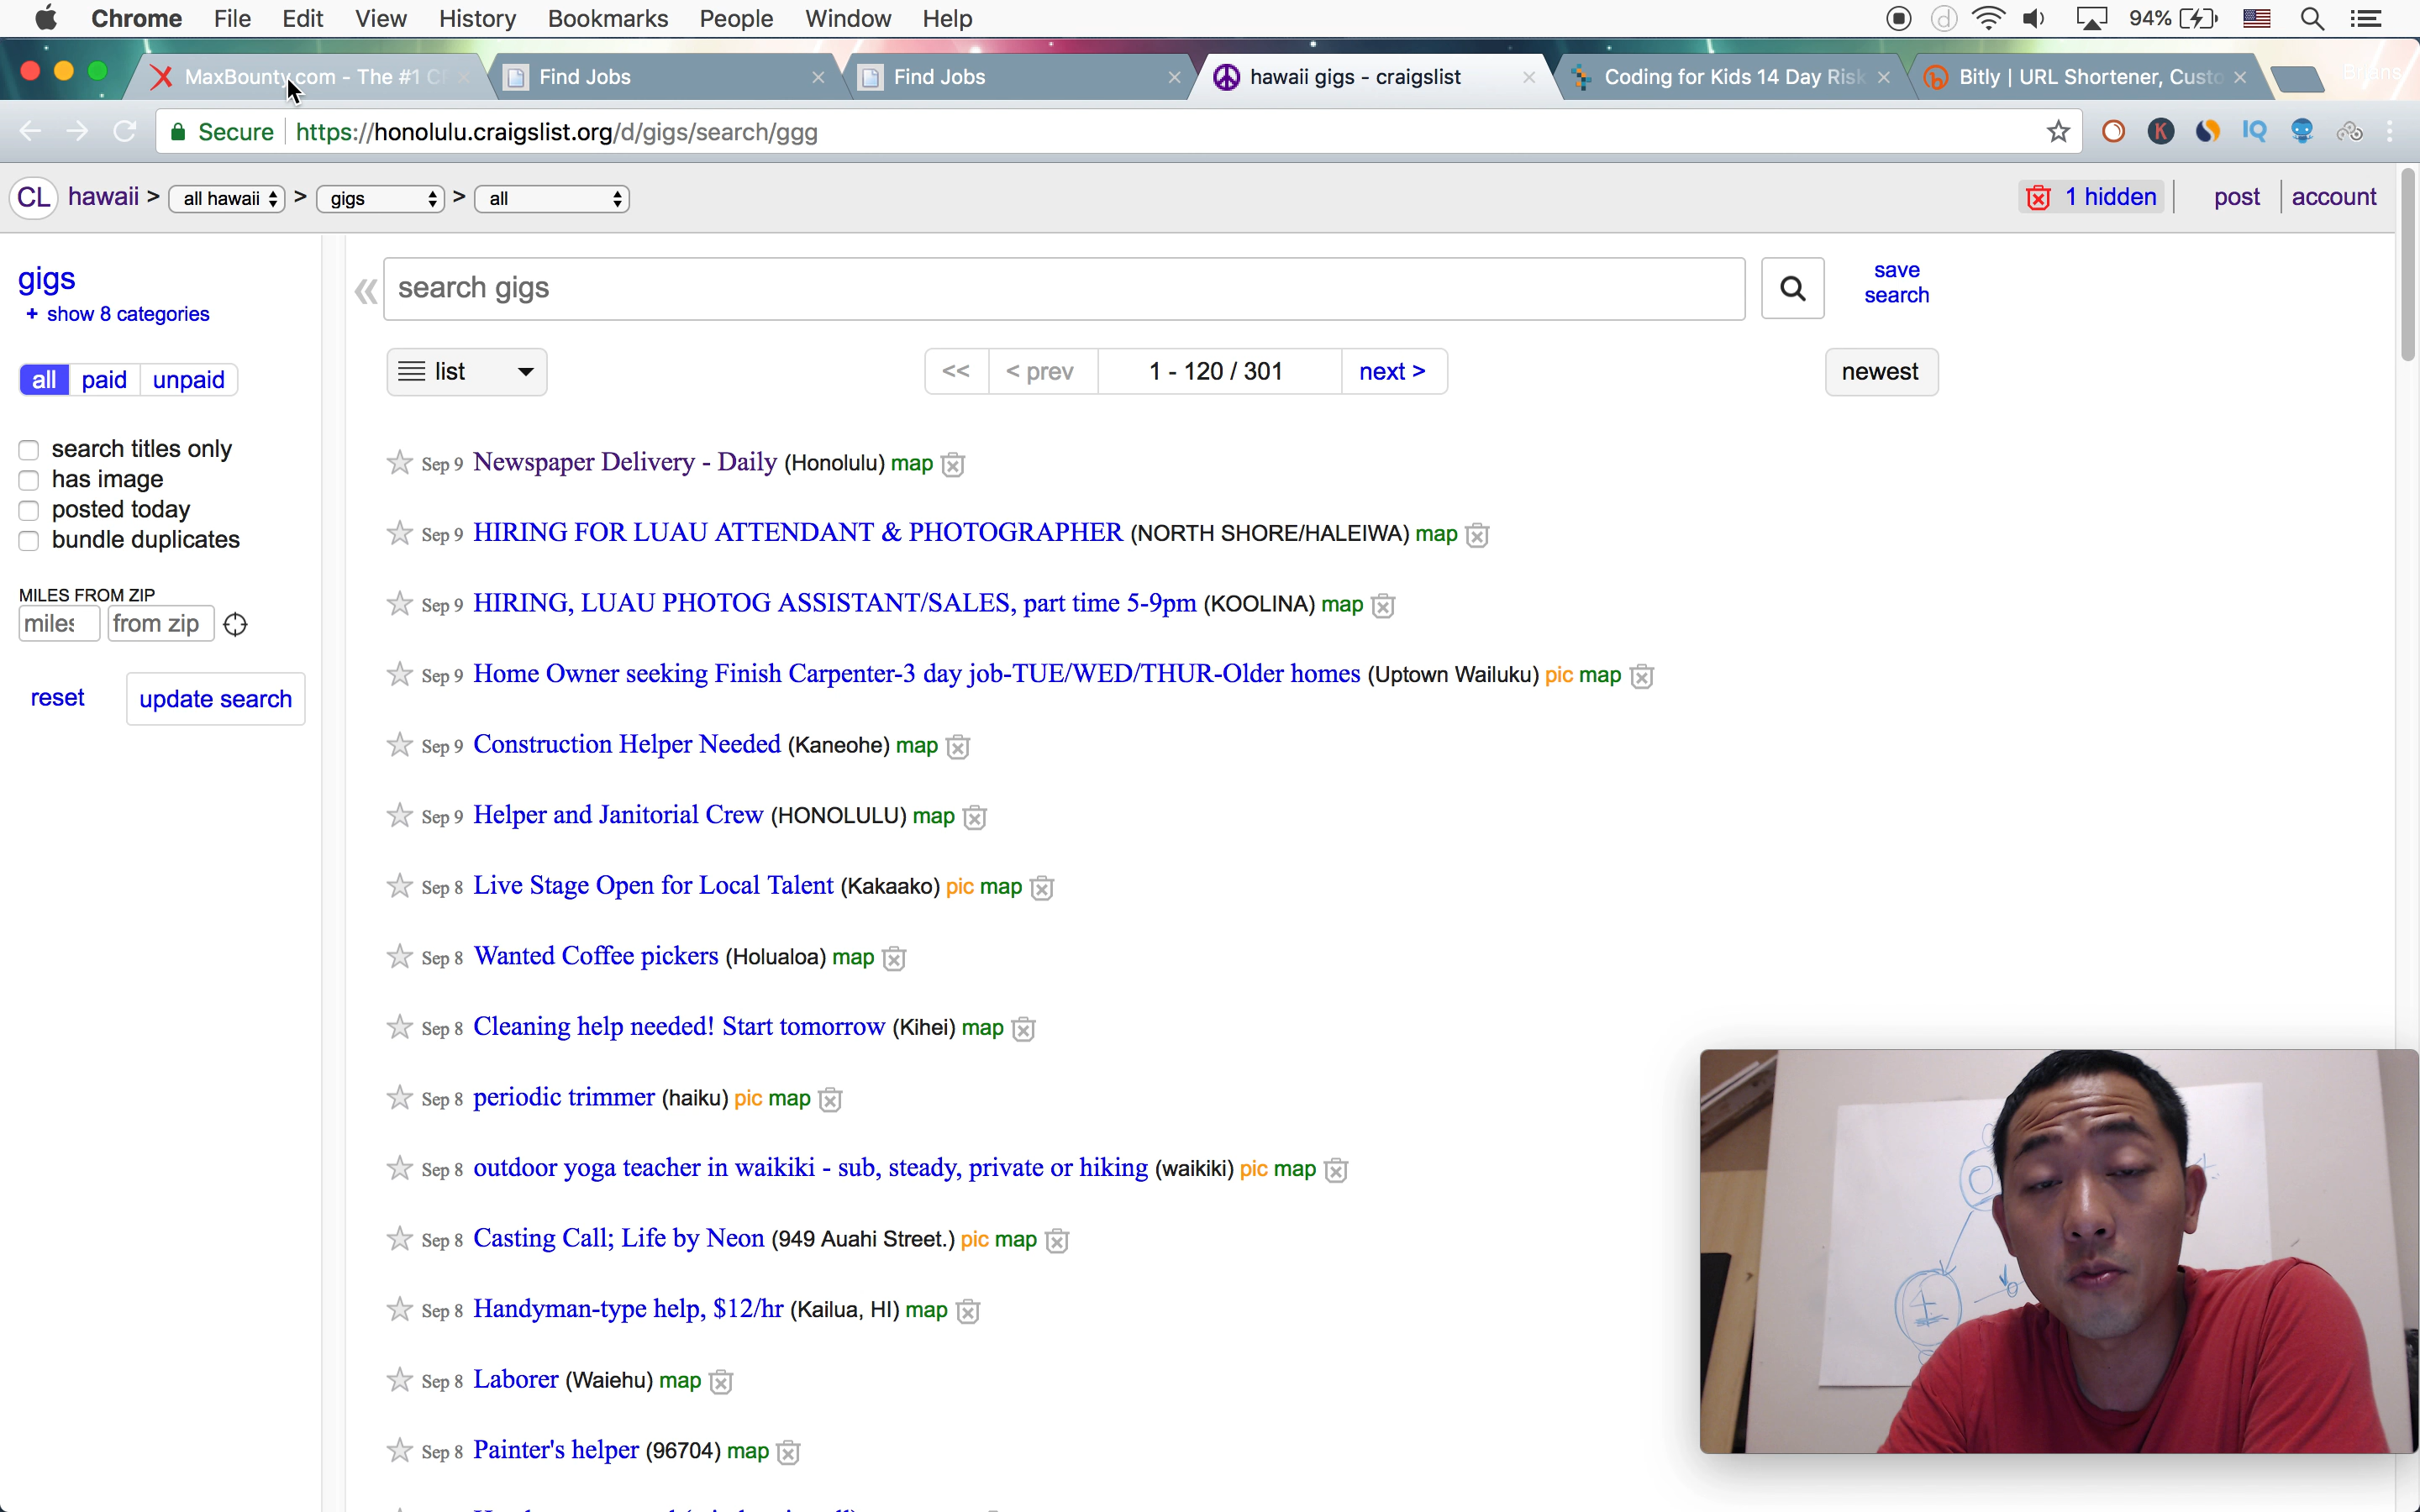 Chrome File Edit View History Bookmarks People Window Help 94%
MaxBounty.com - The #1 C
Find Jobs
Find Jobs
hawaii gigs - craigslist
Coding for Kids 14 Day Risk
Bitly | URL Shortener, Custo
Secure https://honolulu.craigslist.org/d/gigs/search/ggg
K IQ
CL hawaii > all hawaii > gigs > all
1 hidden post account
gigs
+ show 8 categories
all paid unpaid
search titles only
has image
posted today
bundle duplicates
MILES FROM ZIP
miles from zip
reset update search
« search gigs
save
search
list << < prev 1 - 120 / 301 next > newest
Sep 9 Newspaper Delivery - Daily (Honolulu) map
Sep 9 HIRING FOR LUAU ATTENDANT & PHOTOGRAPHER (NORTH SHORE/HALEIWA) map
Sep 9 HIRING, LUAU PHOTOG ASSISTANT/SALES, part time 5-9pm (KOOLINA) map
Sep 9 Home Owner seeking Finish Carpenter-3 day job-TUE/WED/THUR-Older homes (Uptown Wailuku) pic map
Sep 9 Construction Helper Needed (Kaneohe) map
Sep 9 Helper and Janitorial Crew (HONOLULU) map
Sep 8 Live Stage Open for Local Talent (Kakaako) pic map
Sep 8 Wanted Coffee pickers (Holualoa) map
Sep 8 Cleaning help needed! Start tomorrow (Kihei) map
Sep 8 periodic trimmer (haiku) pic map
Sep 8 outdoor yoga teacher in waikiki - sub, steady, private or hiking (waikiki) pic map
Sep 8 Casting Call; Life by Neon (949 Auahi Street.) pic map
Sep 8 Handyman-type help, $12/hr (Kailua, HI) map
Sep 8 Laborer (Waiehu) map
Sep 8 Painter's helper (96704) map